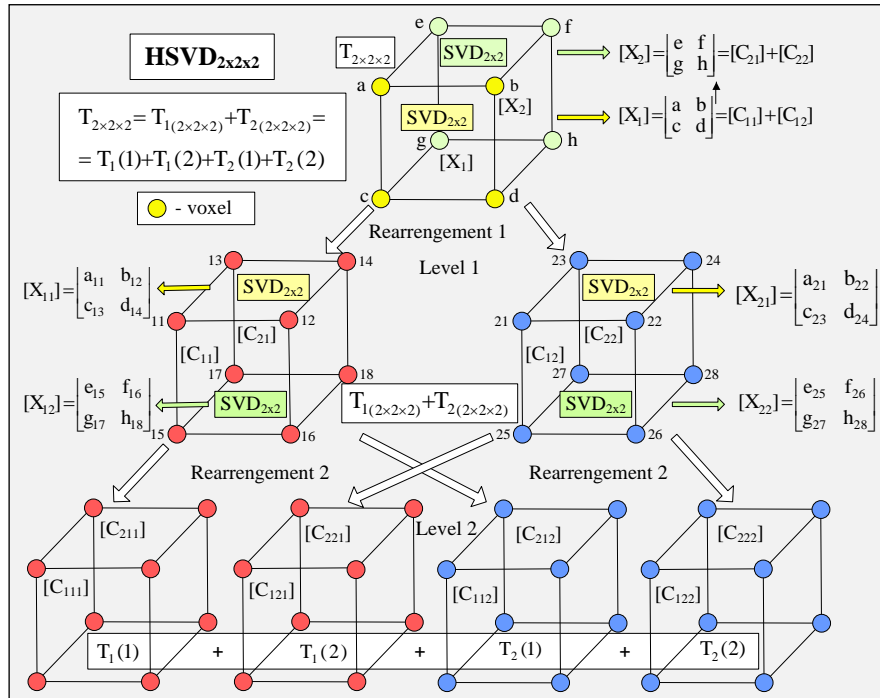 HSVD₂ₓ₂ₓ₂
T₂×₂×₂
e
f
SVD₂ₓ₂
[X₂]=|e f|=[C₂₁]+[C₂₂]
|g h|
a
b
[X₂]
SVD₂ₓ₂
[X₁]=|a b|=[C₁₁]+[C₁₂]
|c d|
T₂×₂×₂= T₁₍₂×₂×₂₎+T₂₍₂×₂×₂₎=
= T₁(1)+T₁(2)+T₂(1)+T₂(2)
g
h
[X₁]
c
d
- voxel
Rearrengement 1
Level 1
13
14
23
24
[X₁₁]=|a₁₁ b₁₂|
|c₁₃ d₁₄|
SVD₂ₓ₂
SVD₂ₓ₂
[X₂₁]=|a₂₁ b₂₂|
|c₂₃ d₂₄|
11
12
21
22
[C₂₁]
[C₂₂]
[C₁₁]
[C₁₂]
17
18
27
28
[X₁₂]=|e₁₅ f₁₆|
|g₁₇ h₁₈|
SVD₂ₓ₂
T₁₍₂×₂×₂₎+T₂₍₂×₂×₂₎
SVD₂ₓ₂
[X₂₂]=|e₂₅ f₂₆|
|g₂₇ h₂₈|
15
16
25
26
Rearrengement 2
Rearrengement 2
Level 2
[C₂₁₁]
[C₂₂₁]
[C₂₁₂]
[C₂₂₂]
[C₁₁₁]
[C₁₂₁]
[C₁₁₂]
[C₁₂₂]
T₁(1) + T₁(2) + T₂(1) + T₂(2)